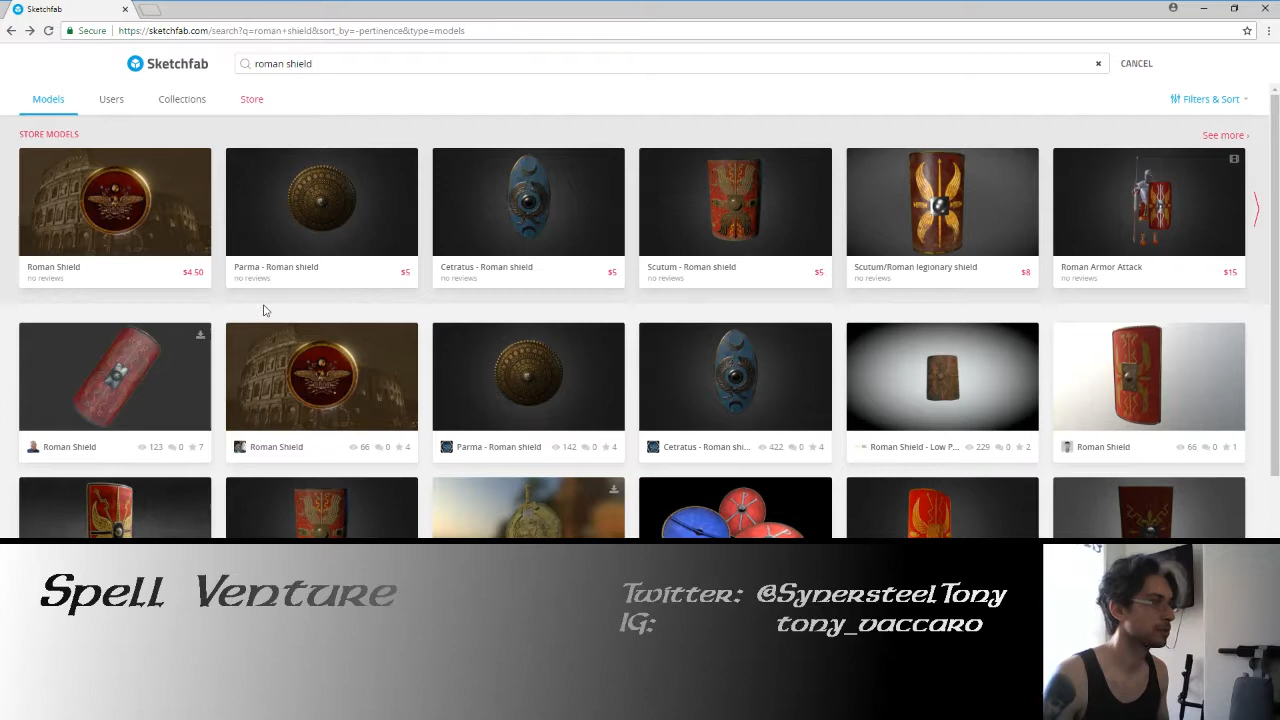 Sketchfab
Secure https://sketchfab.com/search?q=roman+shield&sort_by=-pertinence&type=models
Sketchfab roman shield CANCEL
Models Users Collections Store Filters & Sort
STORE MODELS See more
Roman Shield
no reviews $4.50
Parma - Roman shield
no reviews $5
Cetratus - Roman shield
no reviews $5
Scutum - Roman shield
no reviews $5
Scutum/Roman legionary shield
no reviews $8
Roman Armor Attack
no reviews $15
Roman Shield 123 0 7
Roman Shield 66 0 4
Parma - Roman shield 142 0 4
Cetratus - Roman shi... 422 0 4
Roman Shield - Low P... 229 0 2
Roman Shield 66 0 1
Spell Venture
Twitter: @SynersteelTony
IG: tony_vaccaro